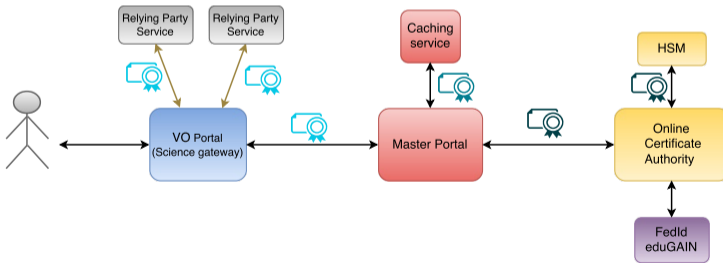 Relying Party
Service
Relying Party
Service
Caching
service
HSM
VO Portal
(Science gateway)
Master Portal
Online
Certificate
Authority
FedId
eduGAIN